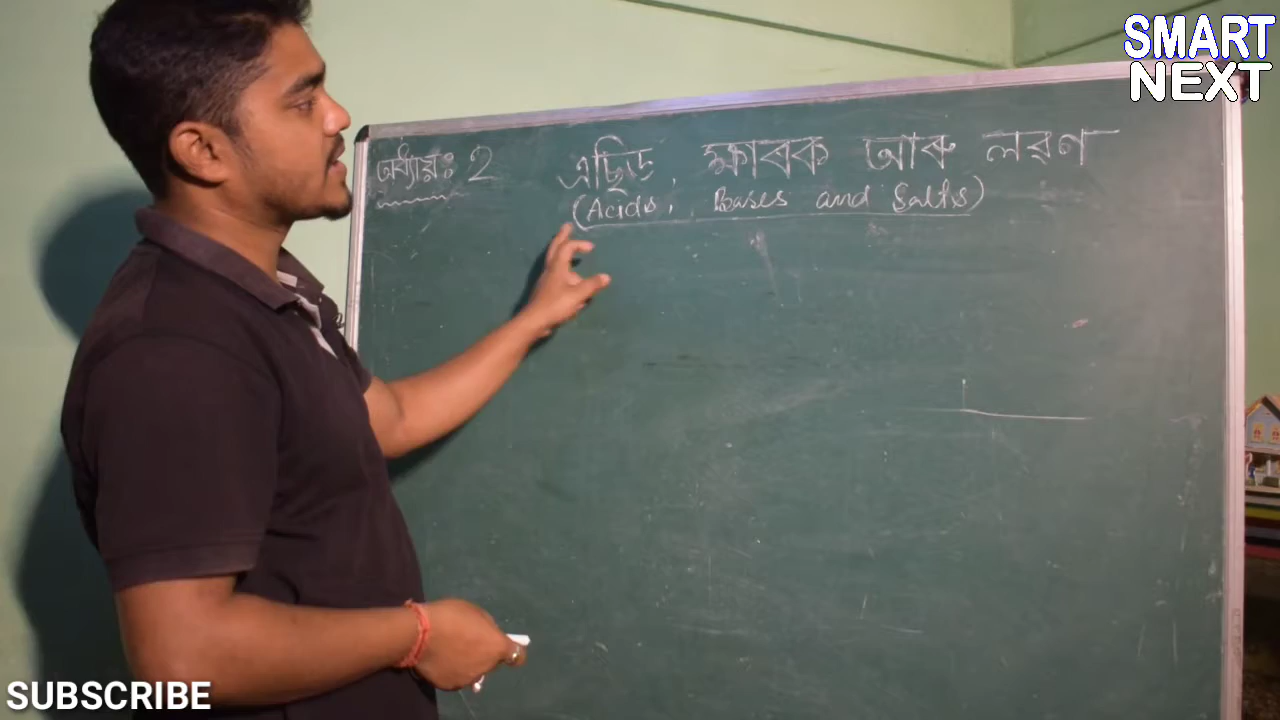 SMART
NEXT
অধ্যায়ঃ 2
এছিড, ক্ষাৰক আৰু লৱণ
(Acids, Bases and Salts)
SUBSCRIBE